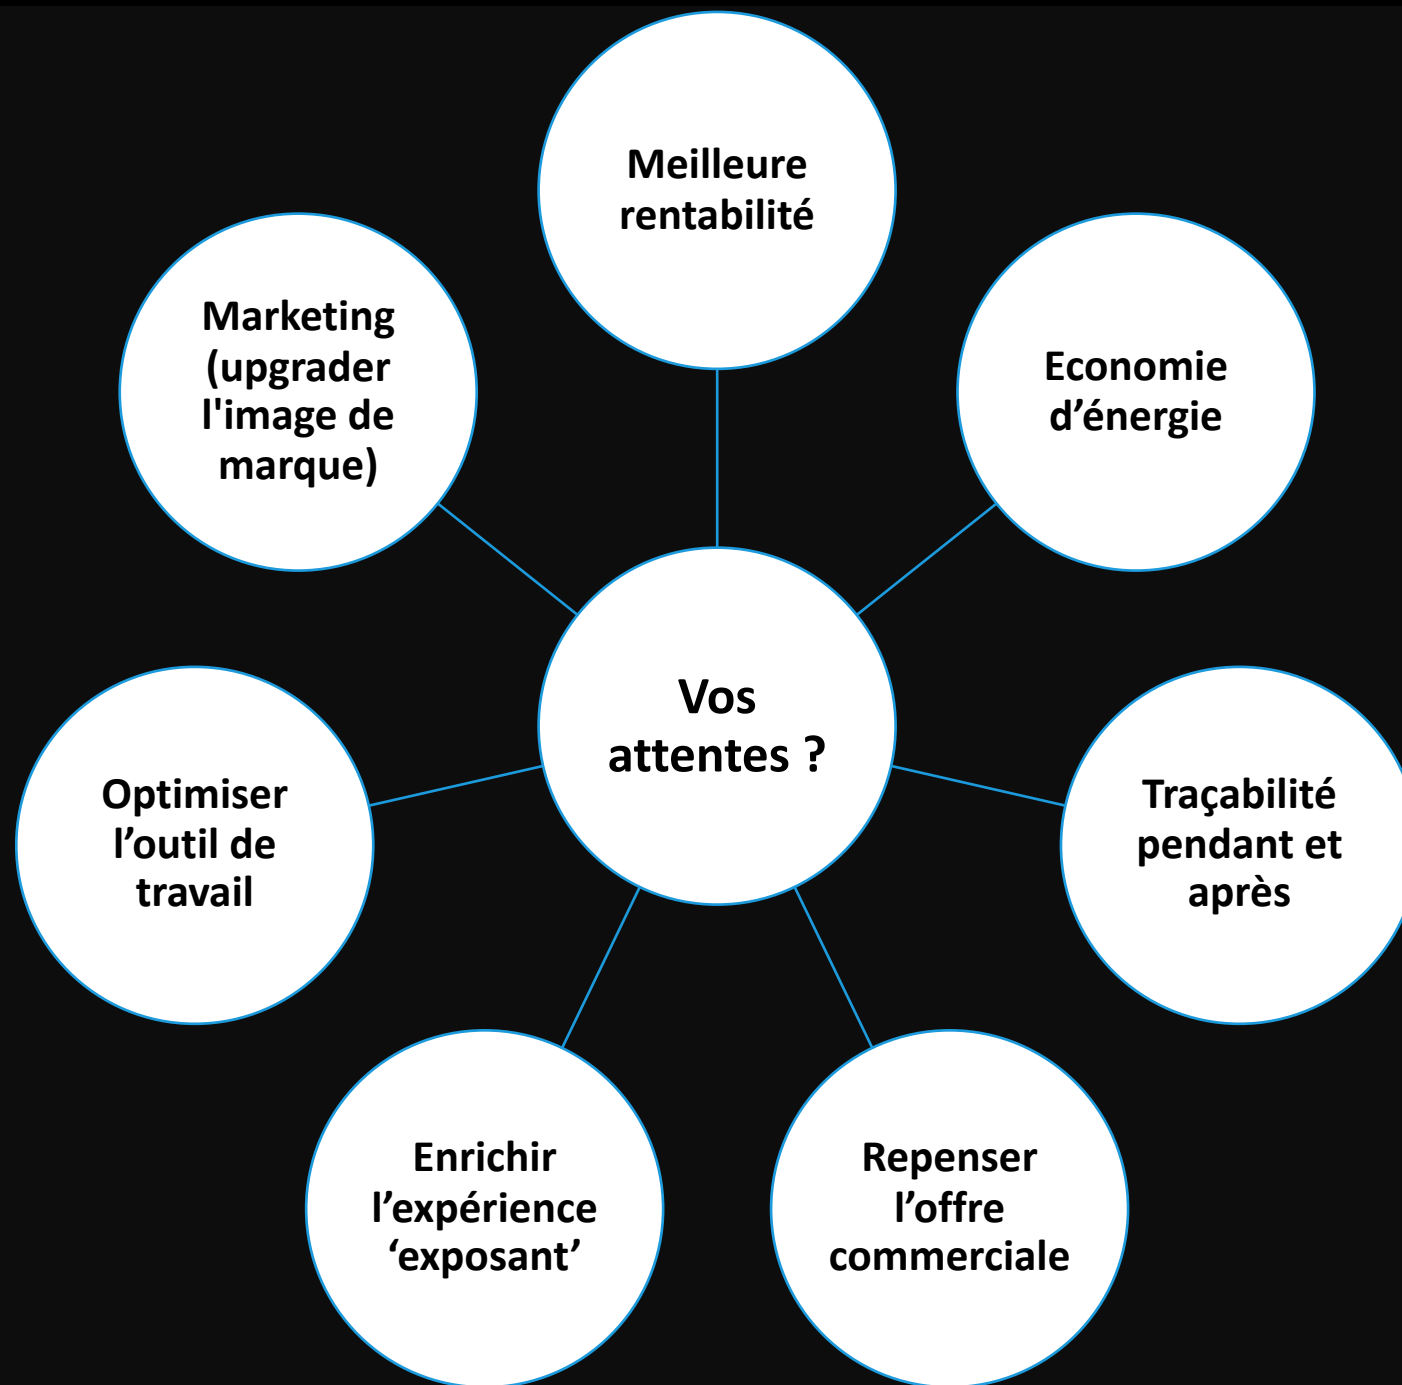 Meilleure
rentabilité
Economie
d’énergie
Traçabilité
pendant et
après
Repenser
l’offre
commerciale
Enrichir
l’expérience
‘exposant’
Optimiser
l’outil de
travail
Marketing
(upgrader
l'image de
marque)
Vos
attentes ?